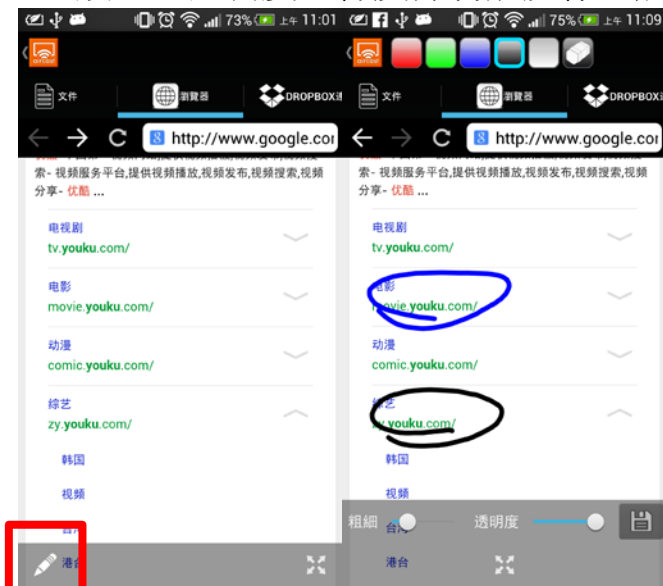 73% 上午 11:01
文件
瀏覽器
DROPBOX
http://www.google.co
索- 视频服务平台,提供视频播放,视频发布,视频搜索,视频
分享- 优酷 ...
电视剧
tv.youku.com/
电影
movie.youku.com/
动漫
comic.youku.com/
综艺
zy.youku.com/
韩国
视频
港台
75% 上午 11:09
文件
瀏覽器
DROPBOX
http://www.google.co
索- 视频服务平台,提供视频播放,视频发布,视频搜索,视频
分享- 优酷 ...
电视剧
tv.youku.com/
电影
movie.youku.com/
动漫
comic.youku.com/
综艺
zy.youku.com/
韩国
视频
粗細 透明度
港台